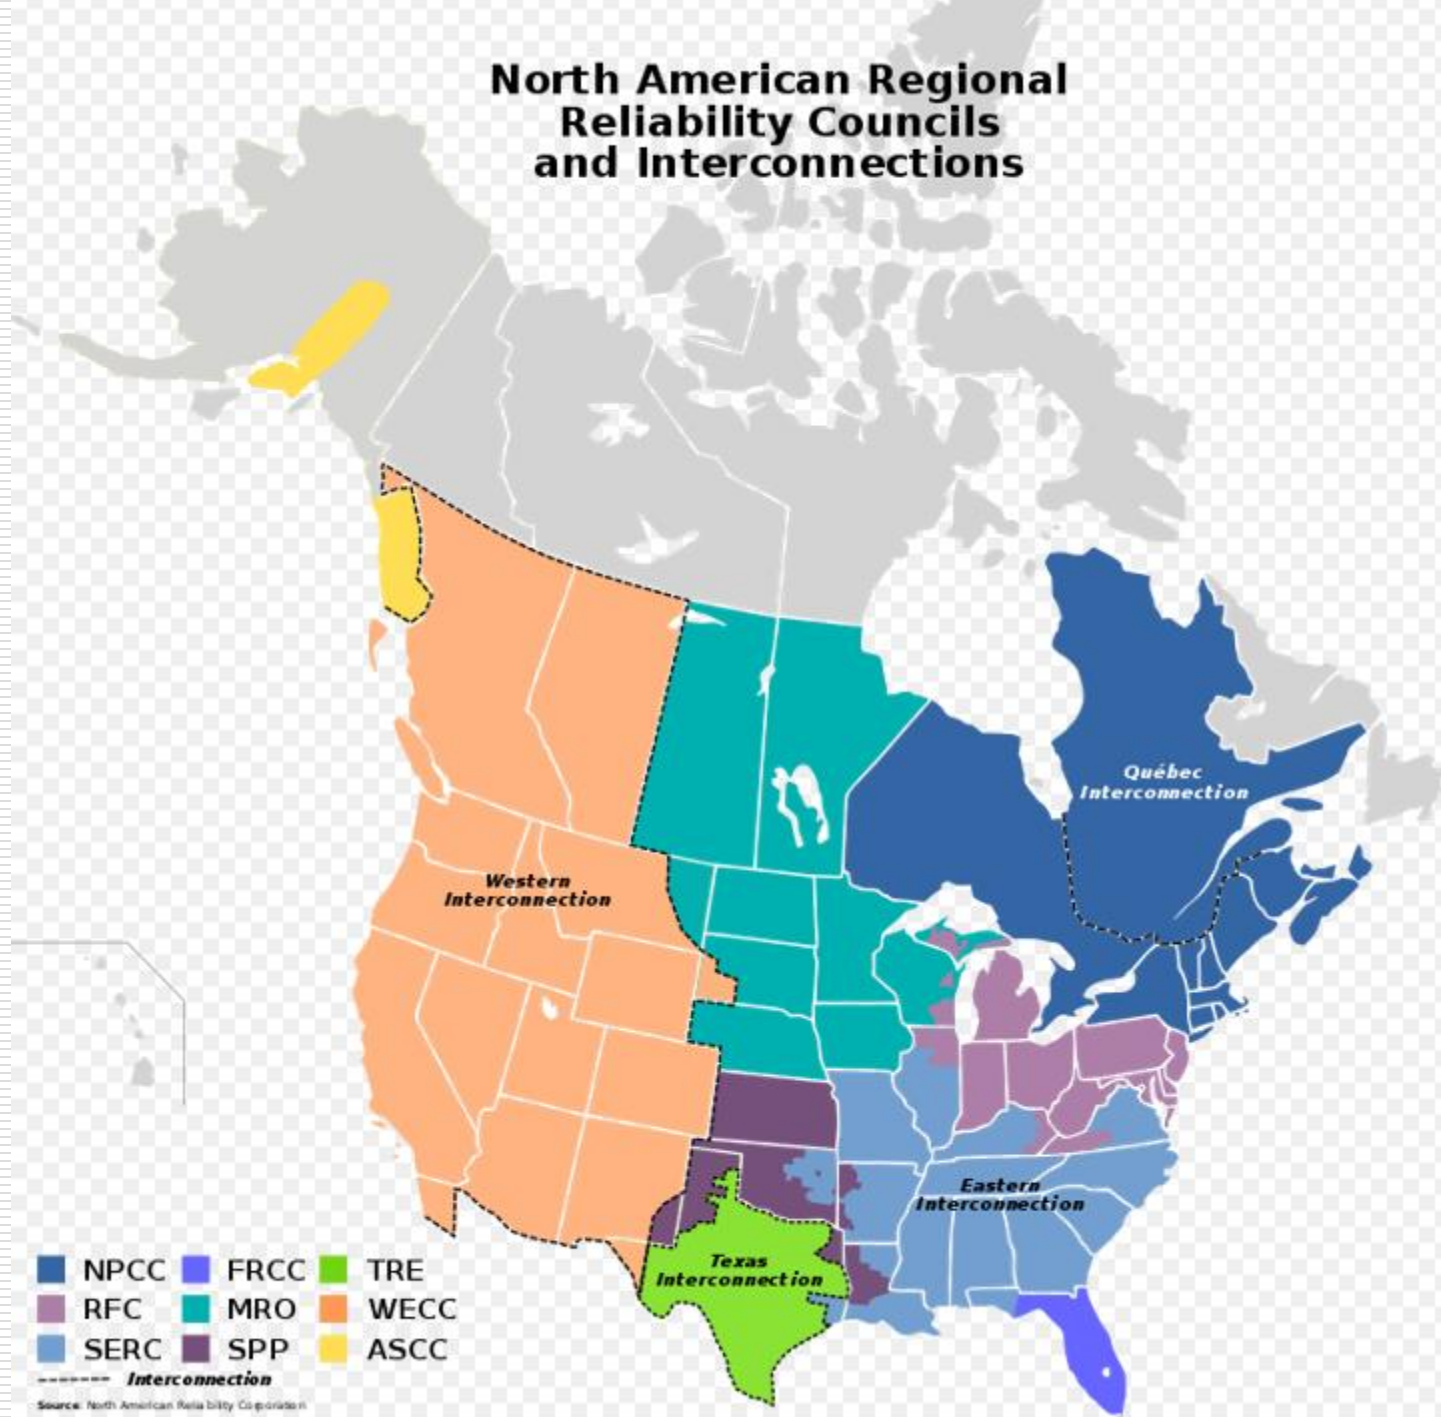 North American Regional
Reliability Councils
and Interconnections
Québec
Interconnection
Western
Interconnection
Eastern
Interconnection
Texas
Interconnection
NPCC FRCC TRE
RFC MRO WECC
SERC SPP ASCC
Interconnection
Source: North American Reliability Corporation